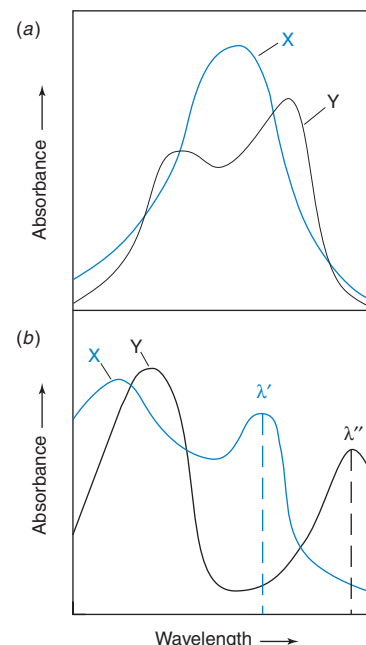 (a)
X
Y
Absorbance
(b)
X
Y
λ′
λ″
Absorbance
Wavelength